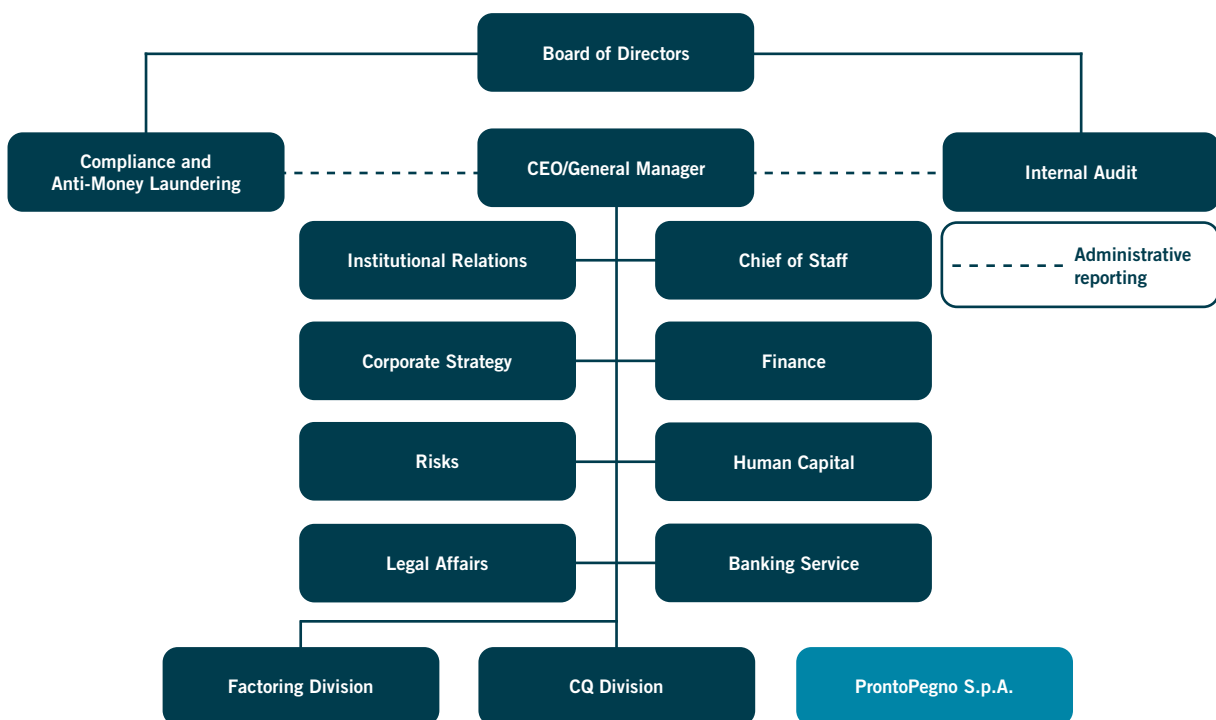 Board of Directors
Compliance and
Anti-Money Laundering
CEO/General Manager
Internal Audit
Institutional Relations
Chief of Staff
Administrative
reporting
Corporate Strategy
Finance
Risks
Human Capital
Legal Affairs
Banking Service
Factoring Division
CQ Division
ProntoPegno S.p.A.